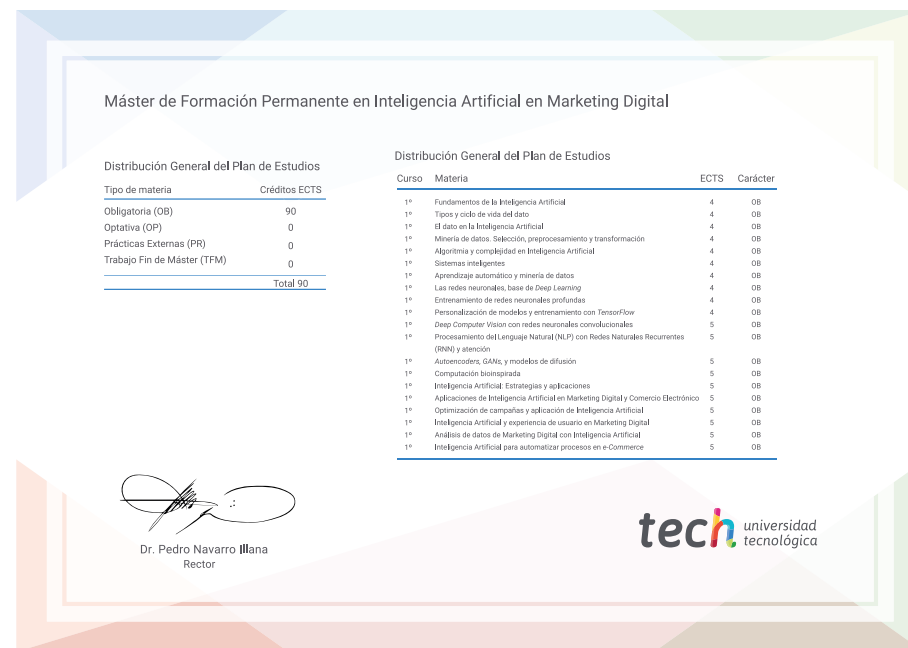 Máster de Formación Permanente en Inteligencia Artificial en Marketing Digital
Distribución General del Plan de Estudios
Tipo de materia Créditos ECTS
Obligatoria (OB) 90
Optativa (OP) 0
Prácticas Externas (PR) 0
Trabajo Fin de Máster (TFM) 0
Total 90
Distribución General del Plan de Estudios
Curso Materia ECTS Carácter
1º Fundamentos de la Inteligencia Artificial 4 OB
1º Tipos y ciclo de vida del dato 4 OB
1º El dato en la Inteligencia Artificial 4 OB
1º Minería de datos. Selección, preprocesamiento y transformación 4 OB
1º Algoritmia y complejidad en Inteligencia Artificial 4 OB
1º Sistemas inteligentes 4 OB
1º Aprendizaje automático y minería de datos 4 OB
1º Las redes neuronales, base de Deep Learning 4 OB
1º Entrenamiento de redes neuronales profundas 4 OB
1º Personalización de modelos y entrenamiento con TensorFlow 4 OB
1º Deep Computer Vision con redes neuronales convolucionales 5 OB
1º Procesamiento del Lenguaje Natural (NLP) con Redes Naturales Recurrentes 5 OB
(RNN) y atención
1º Autoencoders, GANs, y modelos de difusión 5 OB
1º Computación bioinspirada 5 OB
1º Inteligencia Artificial: Estrategias y aplicaciones 5 OB
1º Aplicaciones de Inteligencia Artificial en Marketing Digital y Comercio Electrónico 5 OB
1º Optimización de campañas y aplicación de Inteligencia Artificial 5 OB
1º Inteligencia Artificial y experiencia de usuario en Marketing Digital 5 OB
1º Análisis de datos de Marketing Digital con Inteligencia Artificial 5 OB
1º Inteligencia Artificial para automatizar procesos en e-Commerce 5 OB
Dr. Pedro Navarro Illana
Rector
tech universidad
tecnológica